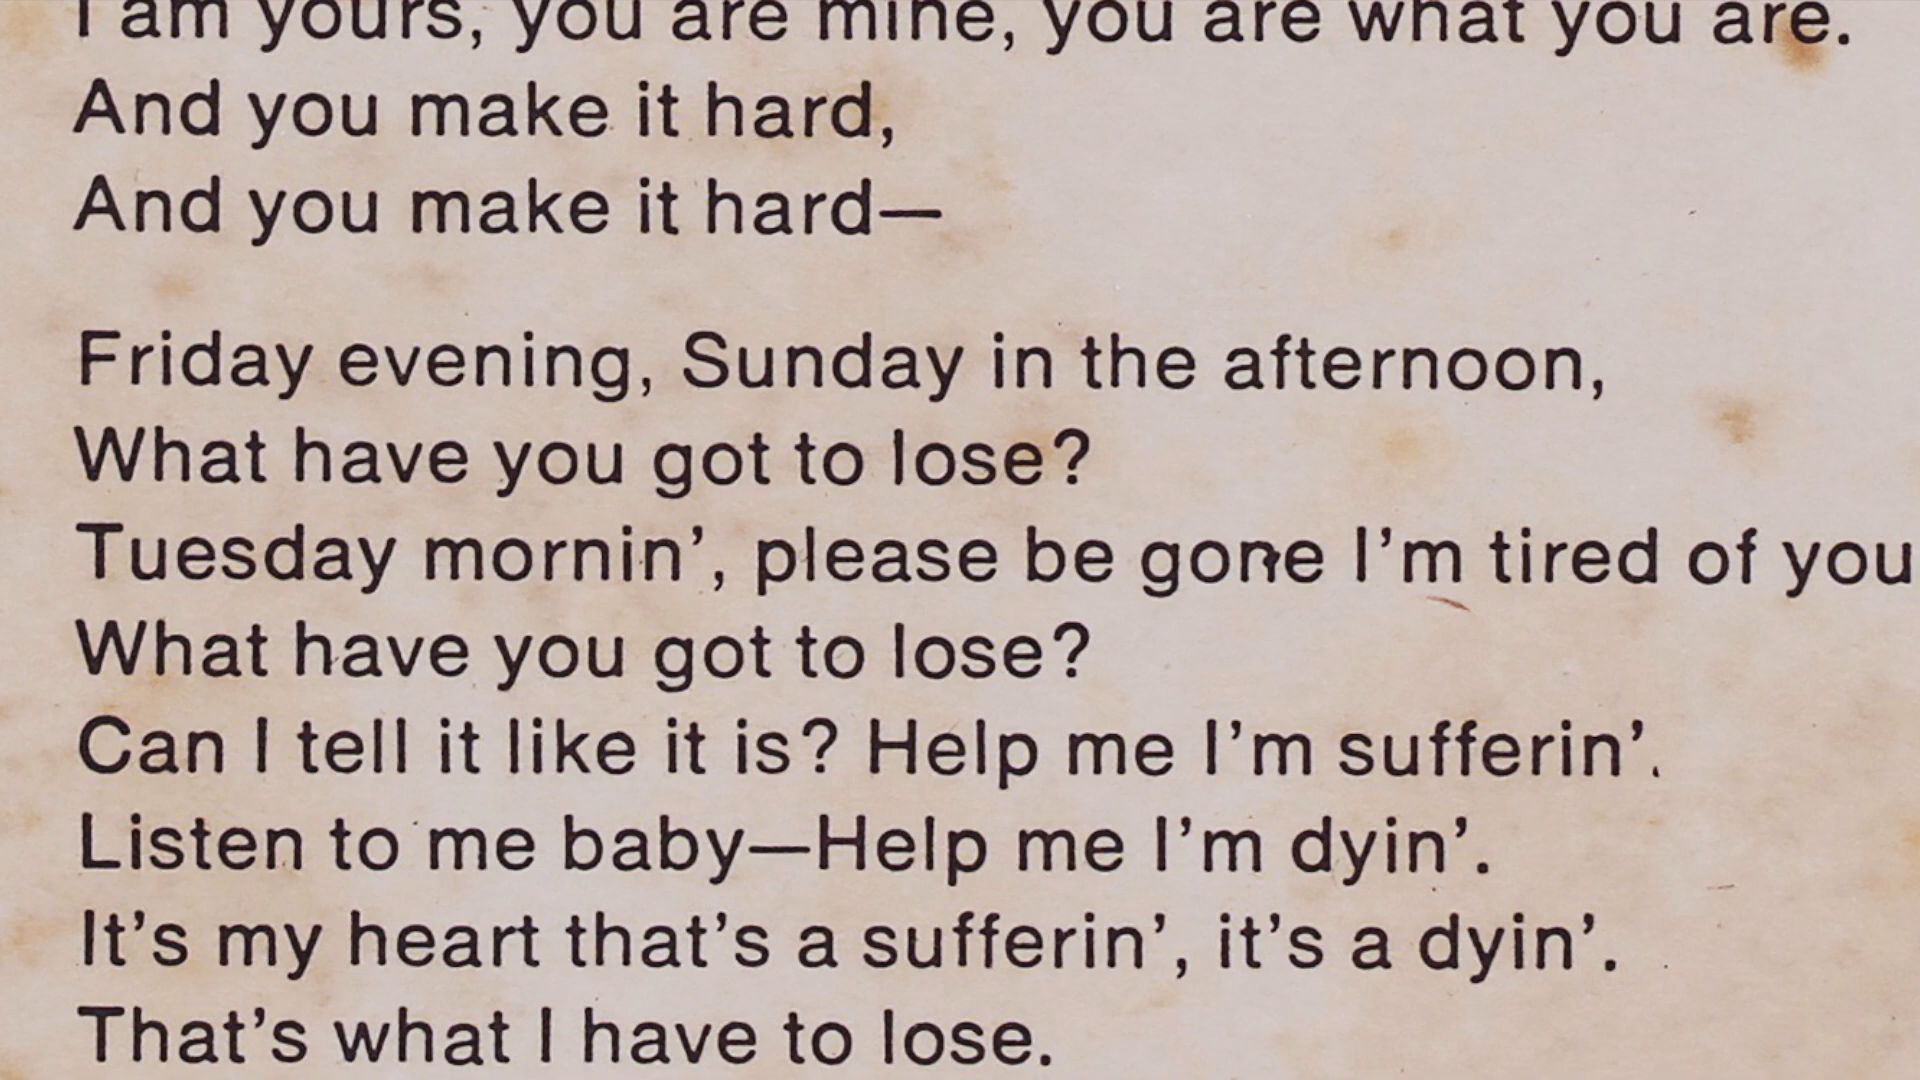 I am yours, you are mine, you are what you are.
And you make it hard,
And you make it hard—
Friday evening, Sunday in the afternoon,
What have you got to lose?
Tuesday mornin’, please be gone I’m tired of you
What have you got to lose?
Can I tell it like it is? Help me I’m sufferin’.
Listen to me baby—Help me I’m dyin’.
It’s my heart that’s a sufferin’, it’s a dyin’.
That’s what I have to lose.